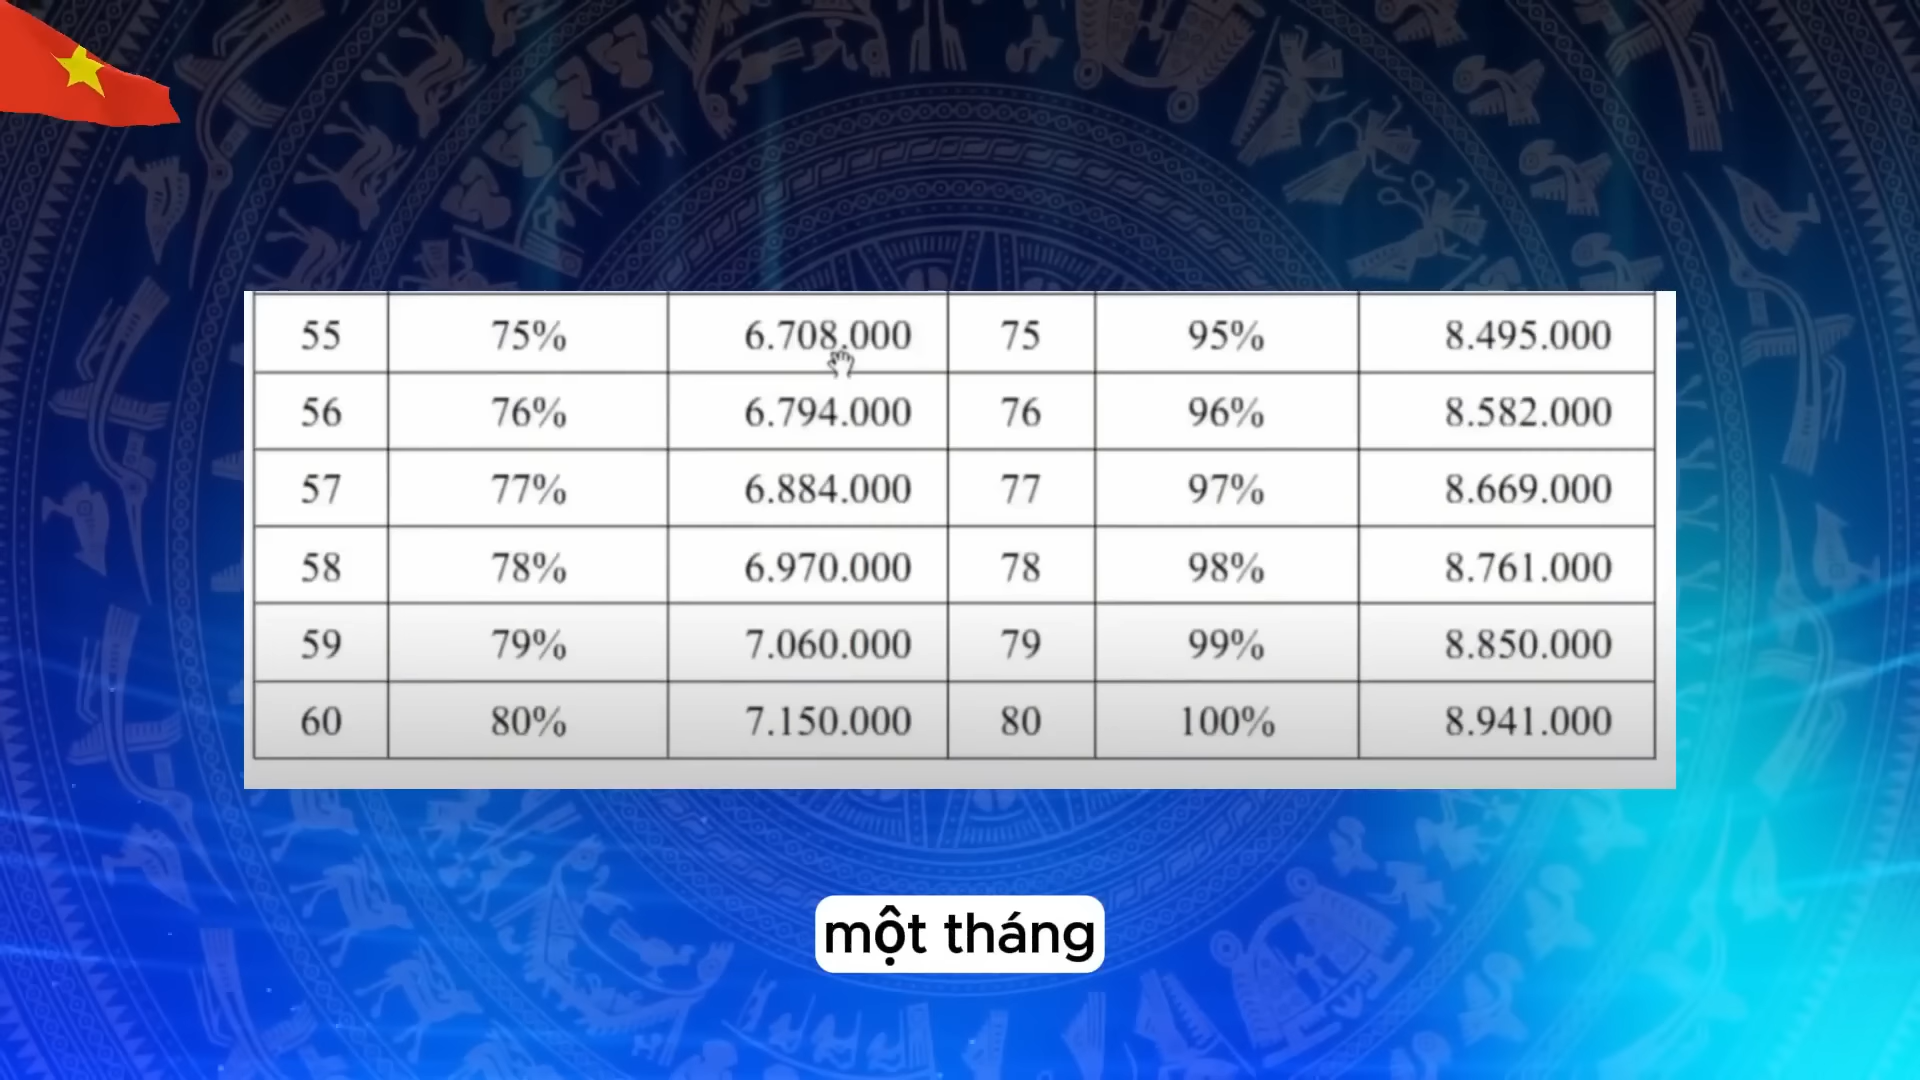 55 75% 6.708.000 75 95% 8.495.000
56 76% 6.794.000 76 96% 8.582.000
57 77% 6.884.000 77 97% 8.669.000
58 78% 6.970.000 78 98% 8.761.000
59 79% 7.060.000 79 99% 8.850.000
60 80% 7.150.000 80 100% 8.941.000
một tháng